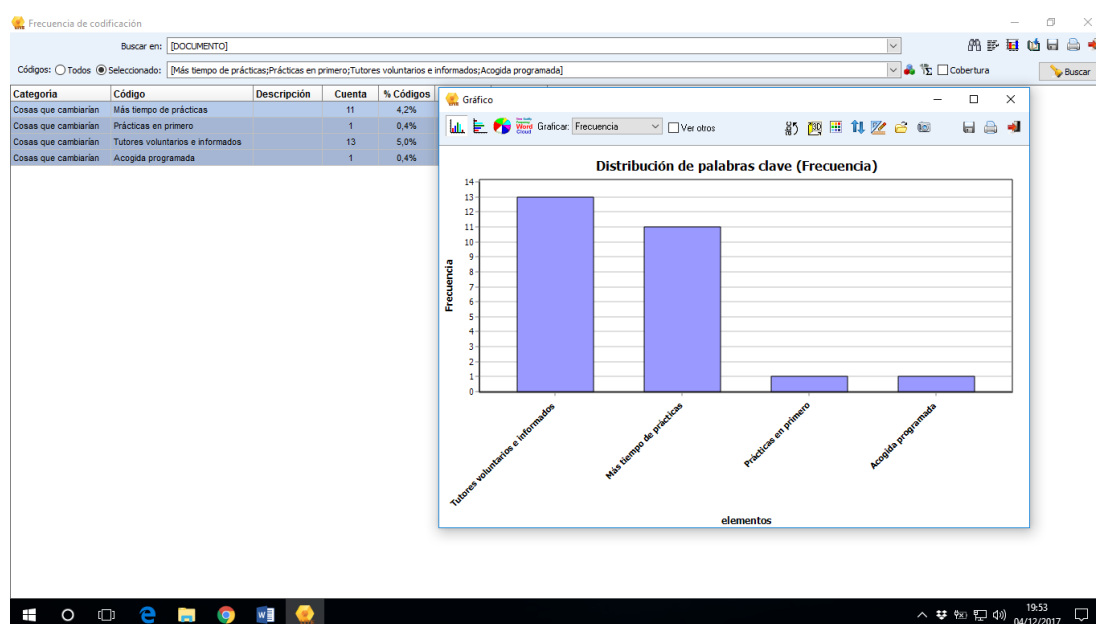 Frecuencia de codificación
Buscar en: [DOCUMENTO]
Códigos: Todos Seleccionado: [Más tiempo de prácticas;Prácticas en primero;Tutores voluntarios e informados;Acogida programada] Cobertura Buscar
Categoria Código Descripción Cuenta % Códigos
Cosas que cambiarían Más tiempo de prácticas 11 4,2%
Cosas que cambiarían Prácticas en primero 1 0,4%
Cosas que cambiarían Tutores voluntarios e informados 13 5,0%
Cosas que cambiarían Acogida programada 1 0,4%
Gráfico
Word Cloud Graficar: Frecuencia Ver otros
Distribución de palabras clave (Frecuencia)
14
13
12
11
10
9
8
7
6
5
4
3
2
1
0
Frecuencia
Tutores voluntarios e informados
Más tiempo de prácticas
Prácticas en primero
Acogida programada
elementos
19:53
04/12/2017